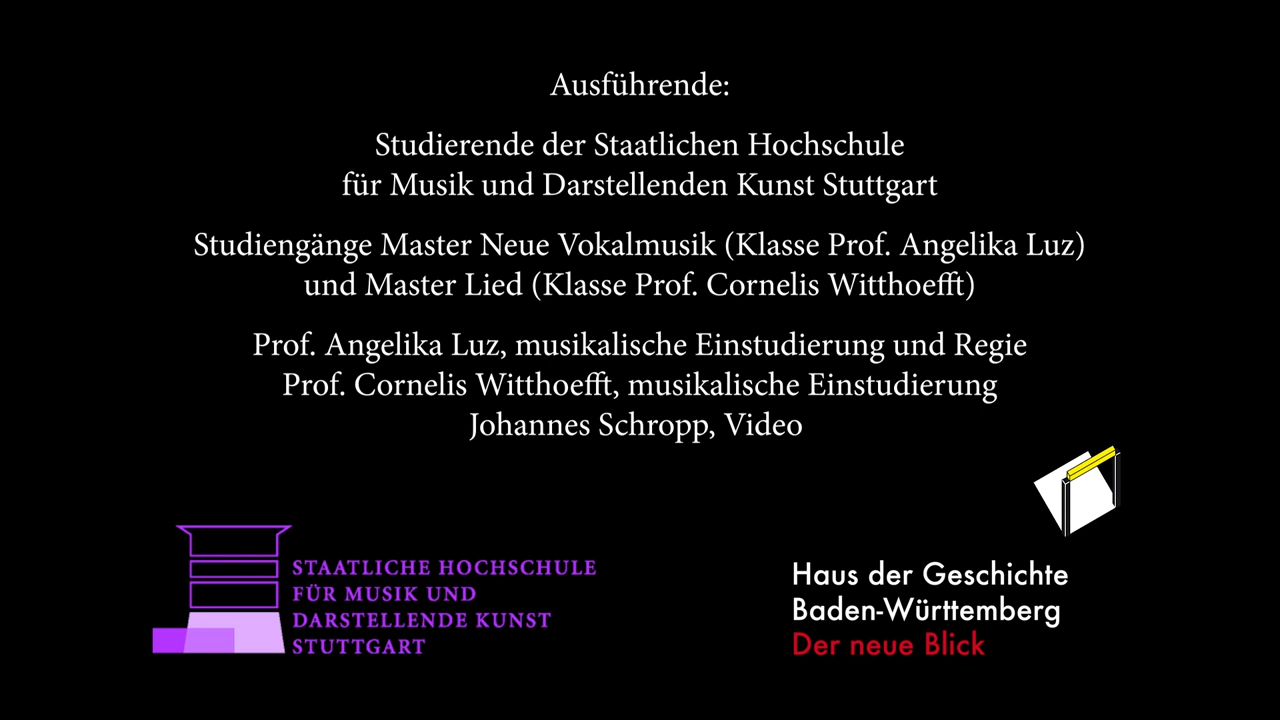 Ausführende:
Studierende der Staatlichen Hochschule
für Musik und Darstellenden Kunst Stuttgart
Studiengänge Master Neue Vokalmusik (Klasse Prof. Angelika Luz)
und Master Lied (Klasse Prof. Cornelis Witthoefft)
Prof. Angelika Luz, musikalische Einstudierung und Regie
Prof. Cornelis Witthoefft, musikalische Einstudierung
Johannes Schropp, Video
STAATLICHE HOCHSCHULE
FÜR MUSIK UND
DARSTELLENDE KUNST
STUTTGART
Haus der Geschichte
Baden-Württemberg
Der neue Blick